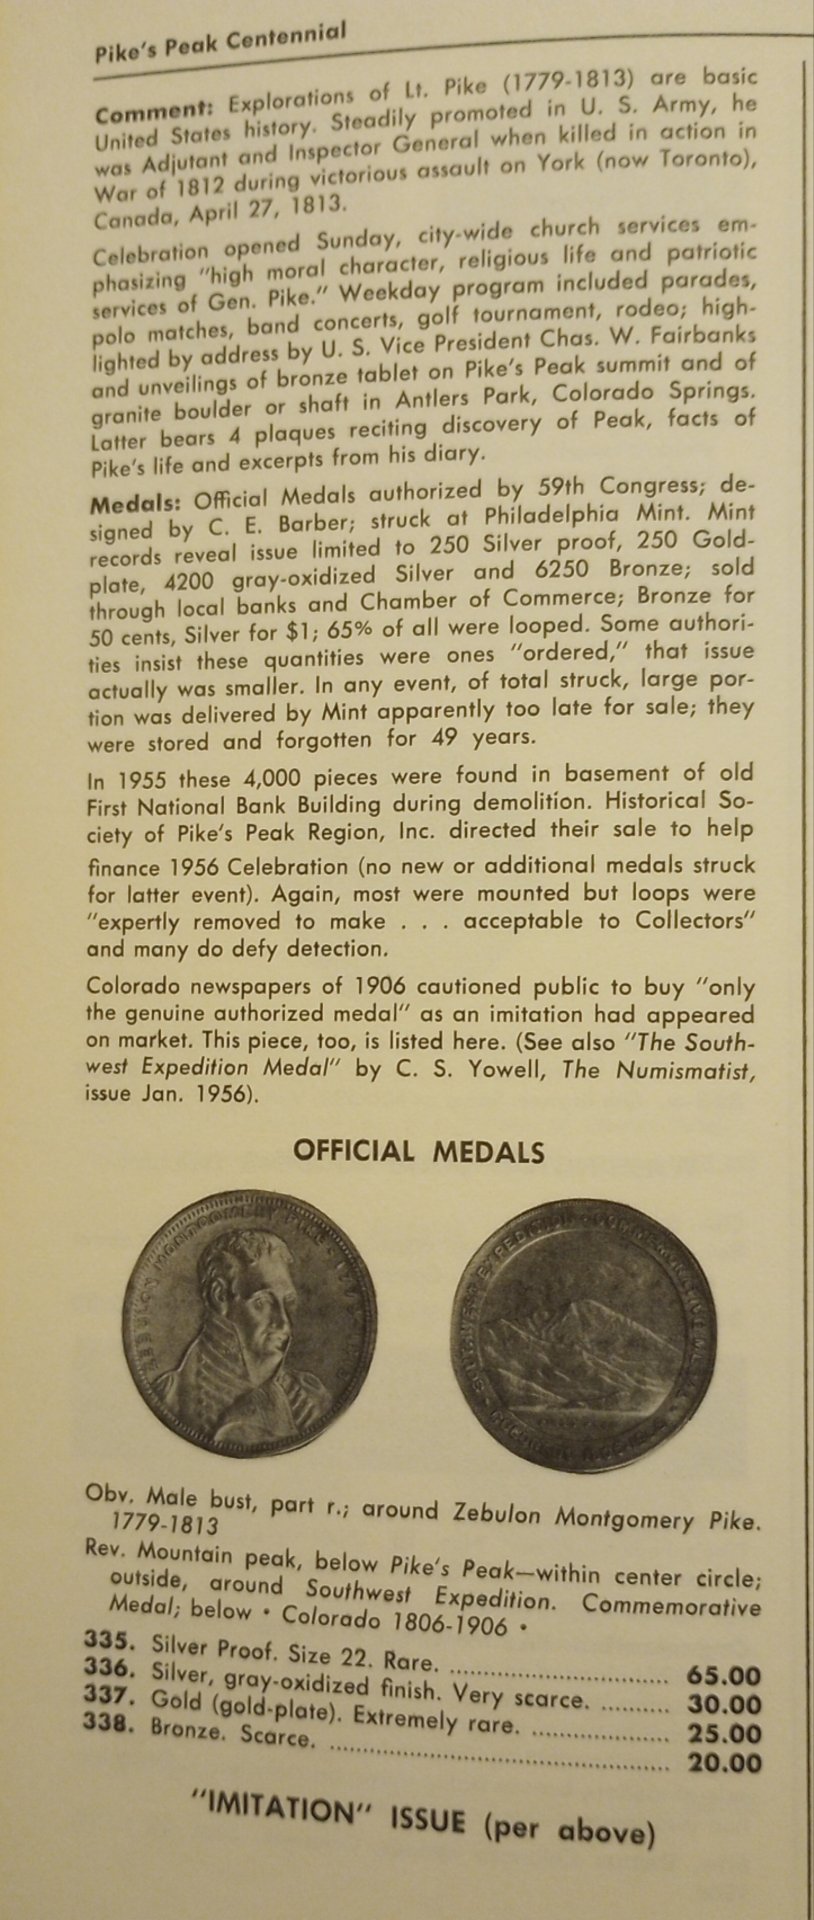 Pike's Peak Centennial
Comment: Explorations of Lt. Pike (1779-1813) are basic
United States history. Steadily promoted in U. S. Army, he
was Adjutant and Inspector General when killed in action in
War of 1812 during victorious assault on York (now Toronto),
Canada, April 27, 1813.
Celebration opened Sunday, city-wide church services em-
phasizing "high moral character, religious life and patriotic
services of Gen. Pike." Weekday program included parades,
polo matches, band concerts, golf tournament, rodeo; high-
lighted by address by U. S. Vice President Chas. W. Fairbanks
and unveilings of bronze tablet on Pike's Peak summit and of
granite boulder or shaft in Antlers Park, Colorado Springs.
Latter bears 4 plaques reciting discovery of Peak, facts of
Pike's life and excerpts from his diary.
Medals: Official Medals authorized by 59th Congress; de-
signed by C. E. Barber; struck at Philadelphia Mint. Mint
records reveal issue limited to 250 Silver proof, 250 Gold-
plate, 4200 gray-oxidized Silver and 6250 Bronze; sold
through local banks and Chamber of Commerce; Bronze for
50 cents, Silver for $1; 65% of all were looped. Some authori-
ties insist these quantities were ones "ordered," that issue
actually was smaller. In any event, of total struck, large por-
tion was delivered by Mint apparently too late for sale; they
were stored and forgotten for 49 years.
In 1955 these 4,000 pieces were found in basement of old
First National Bank Building during demolition. Historical So-
ciety of Pike's Peak Region, Inc. directed their sale to help
finance 1956 Celebration (no new or additional medals struck
for latter event). Again, most were mounted but loops were
"expertly removed to make . . . acceptable to Collectors"
and many do defy detection.
Colorado newspapers of 1906 cautioned public to buy "only
the genuine authorized medal" as an imitation had appeared
on market. This piece, too, is listed here. (See also "The South-
west Expedition Medal" by C. S. Yowell, The Numismatist,
issue Jan. 1956).
OFFICIAL MEDALS
ZEBULON MONTGOMERY PIKE
EXPEDITION COMMEMORATIVE MEDAL
Obv. Male bust, part r.; around Zebulon Montgomery Pike.
1779-1813
Rev. Mountain peak, below Pike's Peak—within center circle;
outside, around Southwest Expedition. Commemorative
Medal; below • Colorado 1806-1906 •
335. Silver Proof. Size 22. Rare. .................................. 65.00
336. Silver, gray-oxidized finish. Very scarce. .......... 30.00
337. Gold (gold-plate). Extremely rare. .................... 25.00
338. Bronze. Scarce. .................................................. 20.00
"IMITATION" ISSUE (per above)